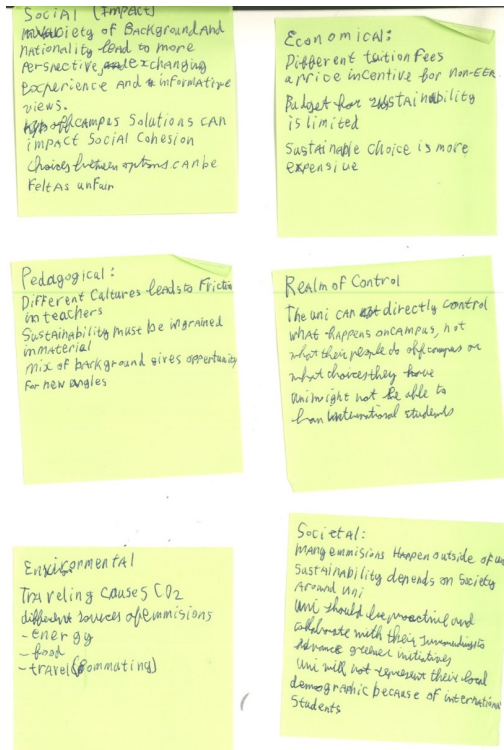 Social (Impact)
variety of Background And
nationality lead to more
Perspective, exchanging
experience And informative
views.
offcampus Solutions CAN
impact Social Cohesion
Choices between options CAN be
Felt As unfair
Economical:
Different tuition Fees
a price incentive for non-EER
Budget for sustainability
is limited
Sustainable choice is more
expensive
Pedagogical:
Different Cultures leads to Friction
in teachers
Sustainability must be ingrained
in material
mix of background gives opportunity
For new angles
Realm of Control
The uni CAN directly control
what happens on campus, not
what their people do offcampus or
what choices they have
uni might not be able to
ban international students
Envirormental
Traveling causes CO2
different sources of emmisions
- energy
- food
- travel (commuting)
Societal:
many emmisions Happen outside of uni
Sustainability depends on Society
Around uni
uni should be proactive and
collaborate with their surroundings to
Advance greener initiatives
Uni will not represent their local
demographic because of international
Students